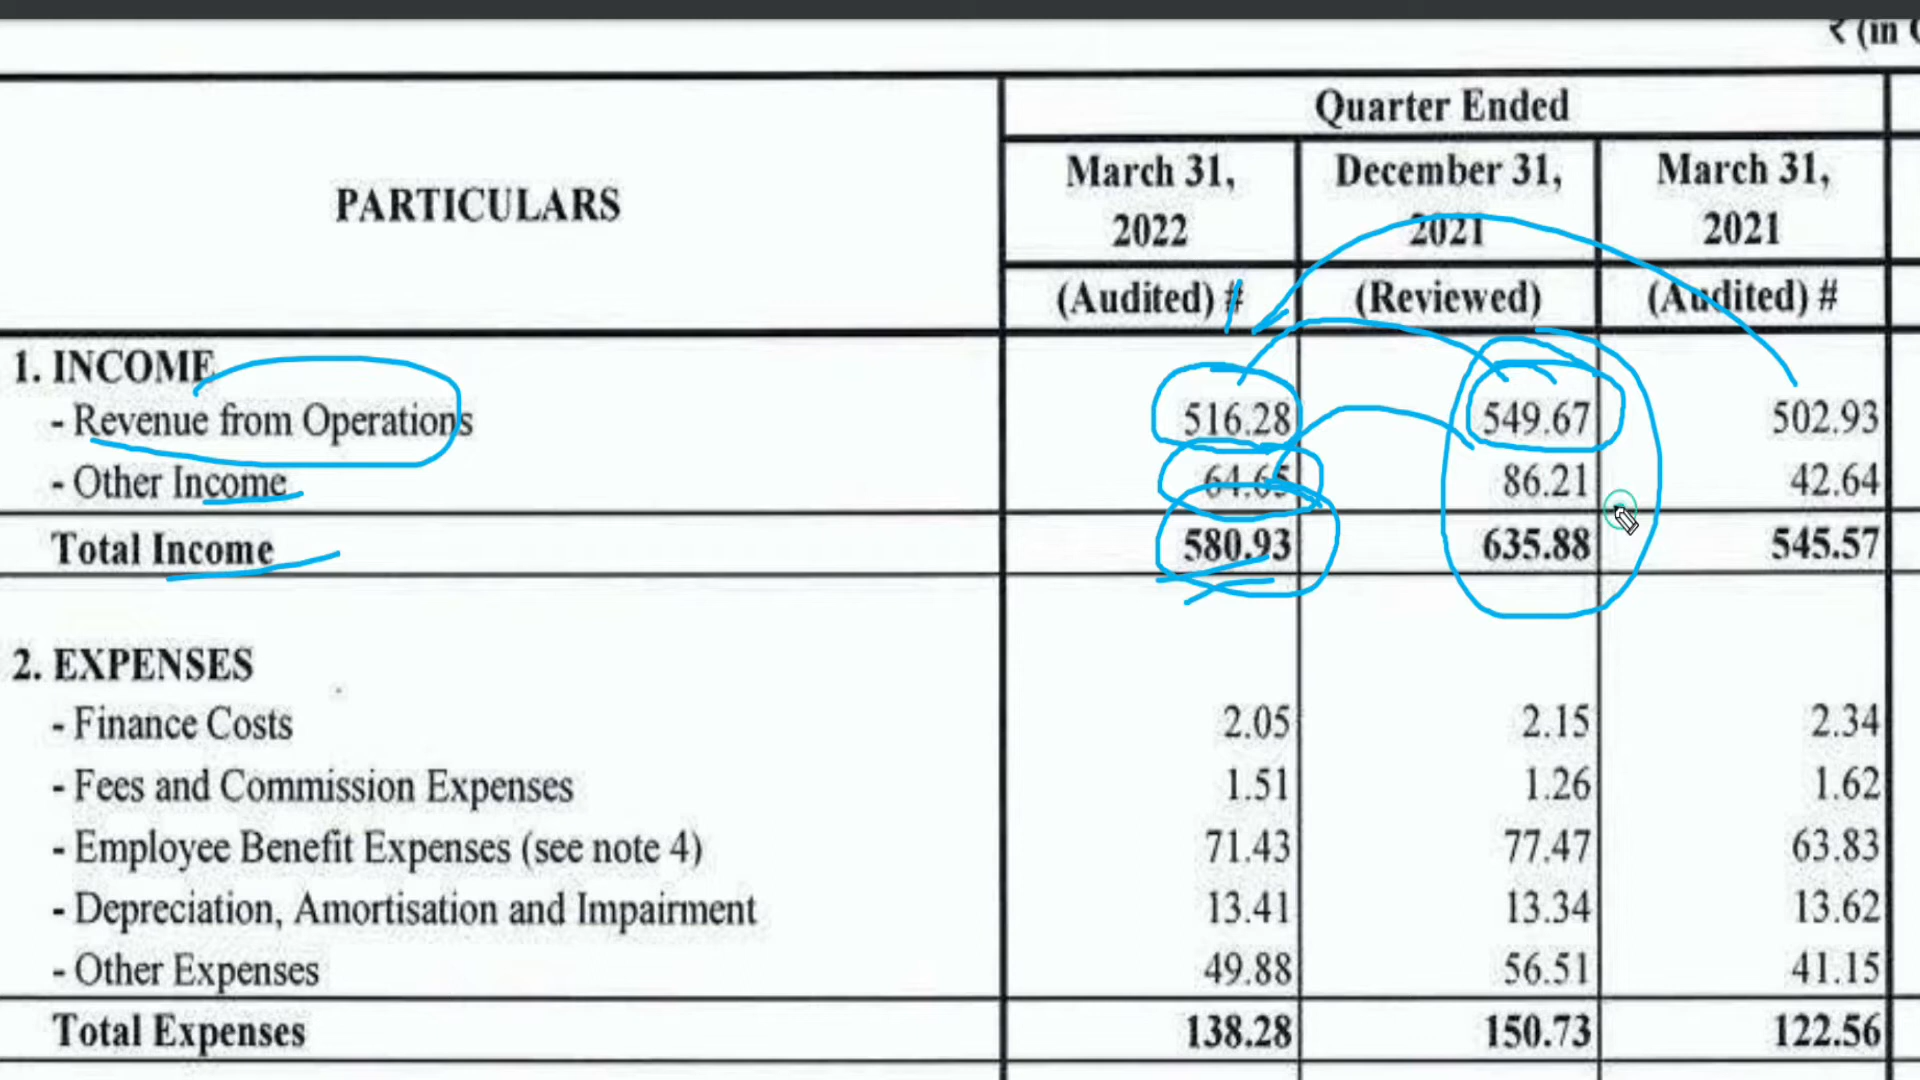 ₹ (in
Quarter Ended
PARTICULARS
March 31, 2022
December 31, 2021
March 31, 2021
(Audited) # (Reviewed) (Audited) #
1. INCOME
- Revenue from Operations 516.28 549.67 502.93
- Other Income 64.65 86.21 42.64
Total Income 580.93 635.88 545.57
2. EXPENSES
- Finance Costs 2.05 2.15 2.34
- Fees and Commission Expenses 1.51 1.26 1.62
- Employee Benefit Expenses (see note 4) 71.43 77.47 63.83
- Depreciation, Amortisation and Impairment 13.41 13.34 13.62
- Other Expenses 49.88 56.51 41.15
Total Expenses 138.28 150.73 122.56